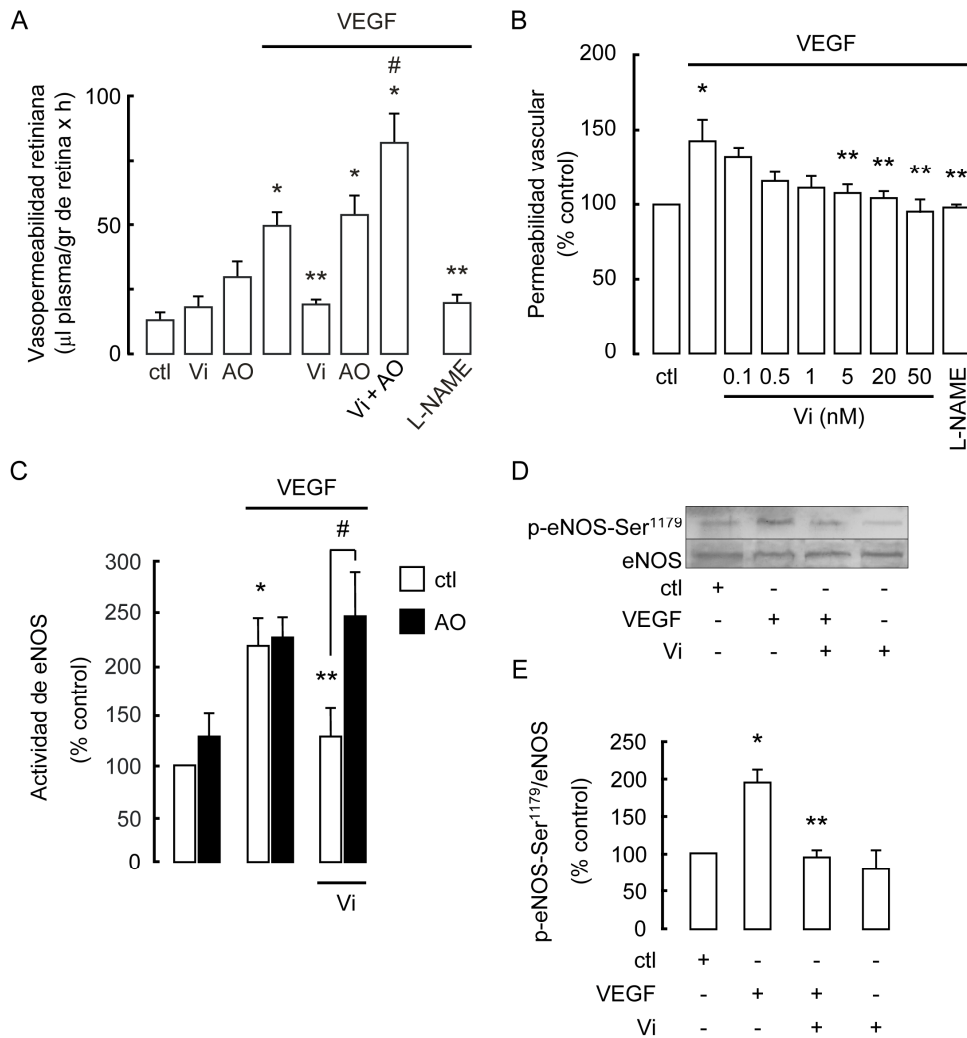 A
VEGF
Vasopermeabilidad retiniana
(μl plasma/gr de retina x h)
100
50
0
*
**
*
#
*
**
ctl
Vi
AO
Vi
AO
Vi + AO
L-NAME
B
VEGF
Permeabilidad vascular
(% control)
200
150
100
50
0
*
**
**
**
**
ctl
0.1
0.5
1
5
20
50
L-NAME
Vi (nM)
C
VEGF
Actividad de eNOS
(% control)
300
250
200
150
100
50
0
*
**
#
ctl
AO
Vi
D
p-eNOS-Ser1179
eNOS
ctl + - - -
VEGF - + + -
Vi - - + +
E
p-eNOS-Ser1179/eNOS
(% control)
250
200
150
100
50
0
*
**
ctl + - - -
VEGF - + + -
Vi - - + +